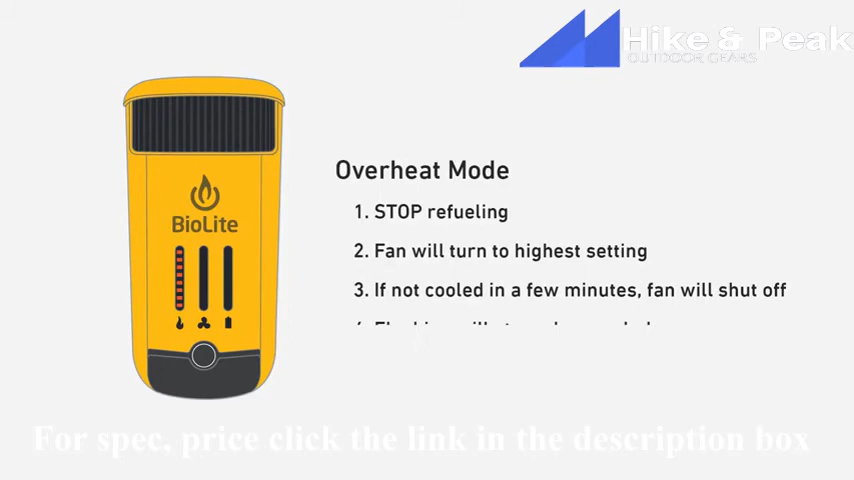 Hike & Peak
OUTDOOR GEARS
Overheat Mode
1. STOP refueling
2. Fan will turn to highest setting
BioLite
3. If not cooled in a few minutes, fan will shut off
For spec, price click the link in the description box